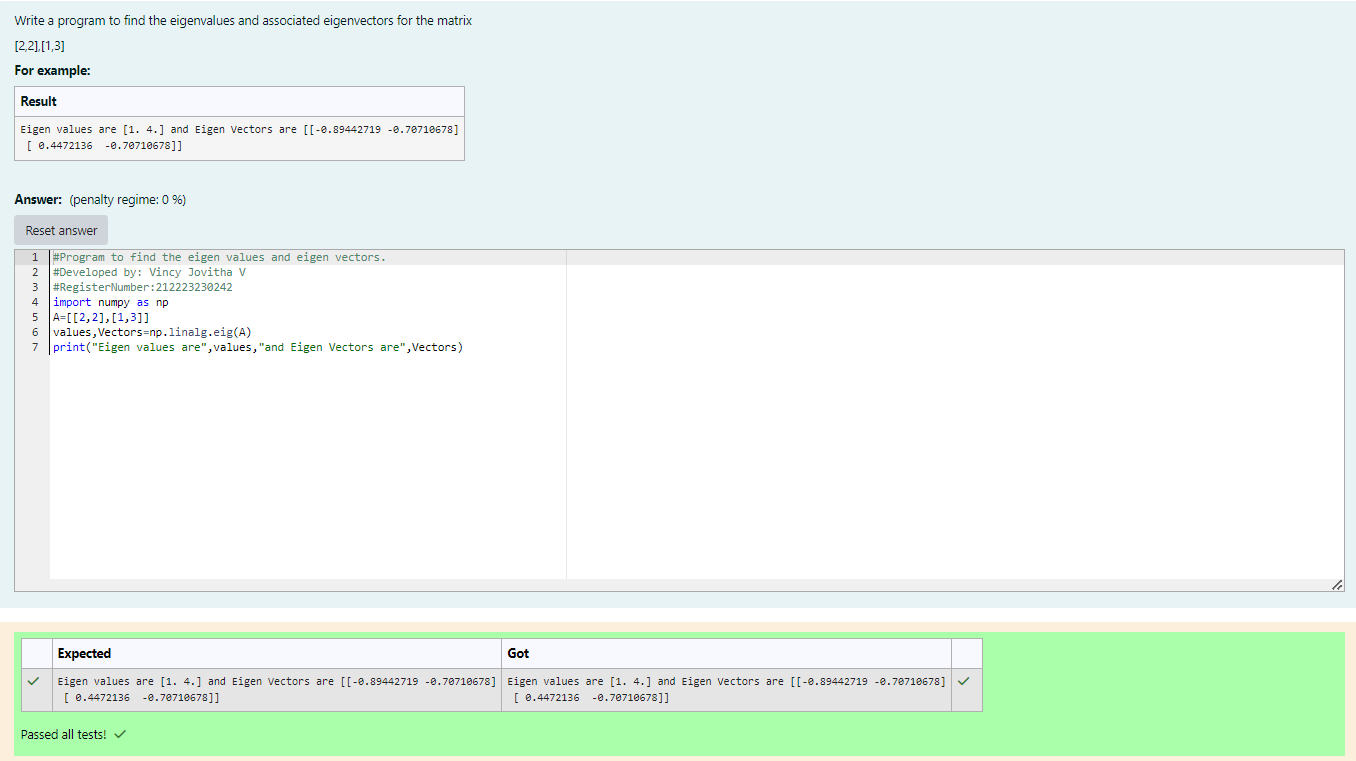 Write a program to find the eigenvalues and associated eigenvectors for the matrix
[2,2],[1,3]
For example:
Result
Eigen values are [1. 4.] and Eigen Vectors are [[-0.89442719 -0.70710678]
[ 0.4472136  -0.70710678]]
Answer: (penalty regime: 0 %)
Reset answer
1 #Program to find the eigen values and eigen vectors.
2 #Developed by: Vincy Jovitha V
3 #RegisterNumber:212223230242
4 import numpy as np
5 A=[[2,2],[1,3]]
6 values,Vectors=np.linalg.eig(A)
7 print("Eigen values are",values,"and Eigen Vectors are",Vectors)
Expected Got
Eigen values are [1. 4.] and Eigen Vectors are [[-0.89442719 -0.70710678] Eigen values are [1. 4.] and Eigen Vectors are [[-0.89442719 -0.70710678]
[ 0.4472136  -0.70710678]] [ 0.4472136  -0.70710678]]
Passed all tests!